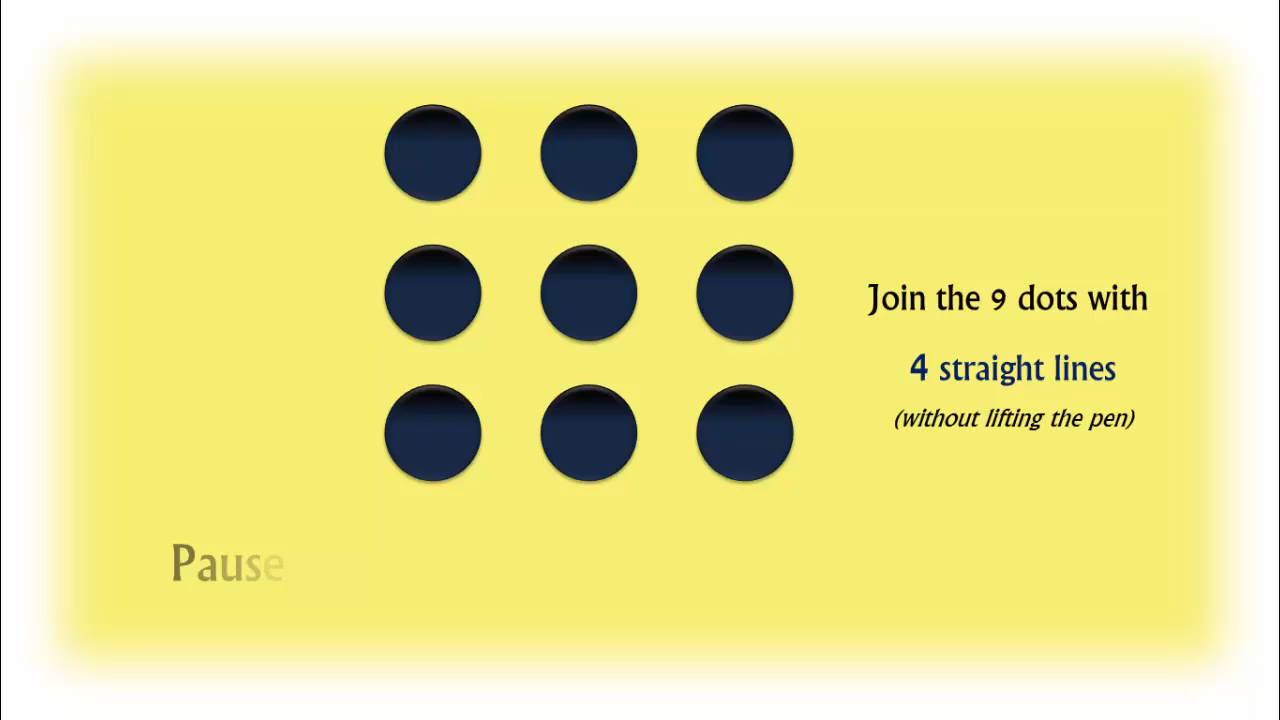 Join the 9 dots with
4 straight lines
(without lifting the pen)
Pause